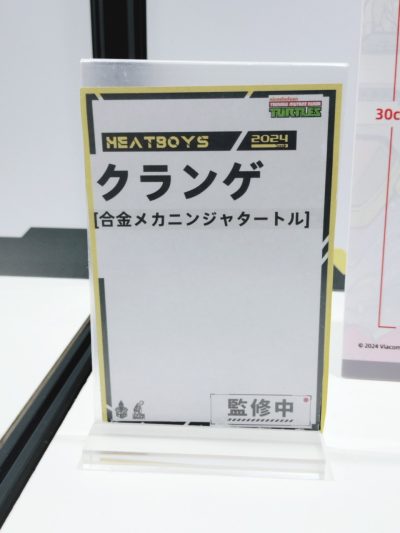 nickelodeon
TEENAGE MUTANT NINJA
TURTLES
HEATBOYS
2024
クランゲ
[合金メカニンジャタートル]
監修中
30c
© 2024 Viacom